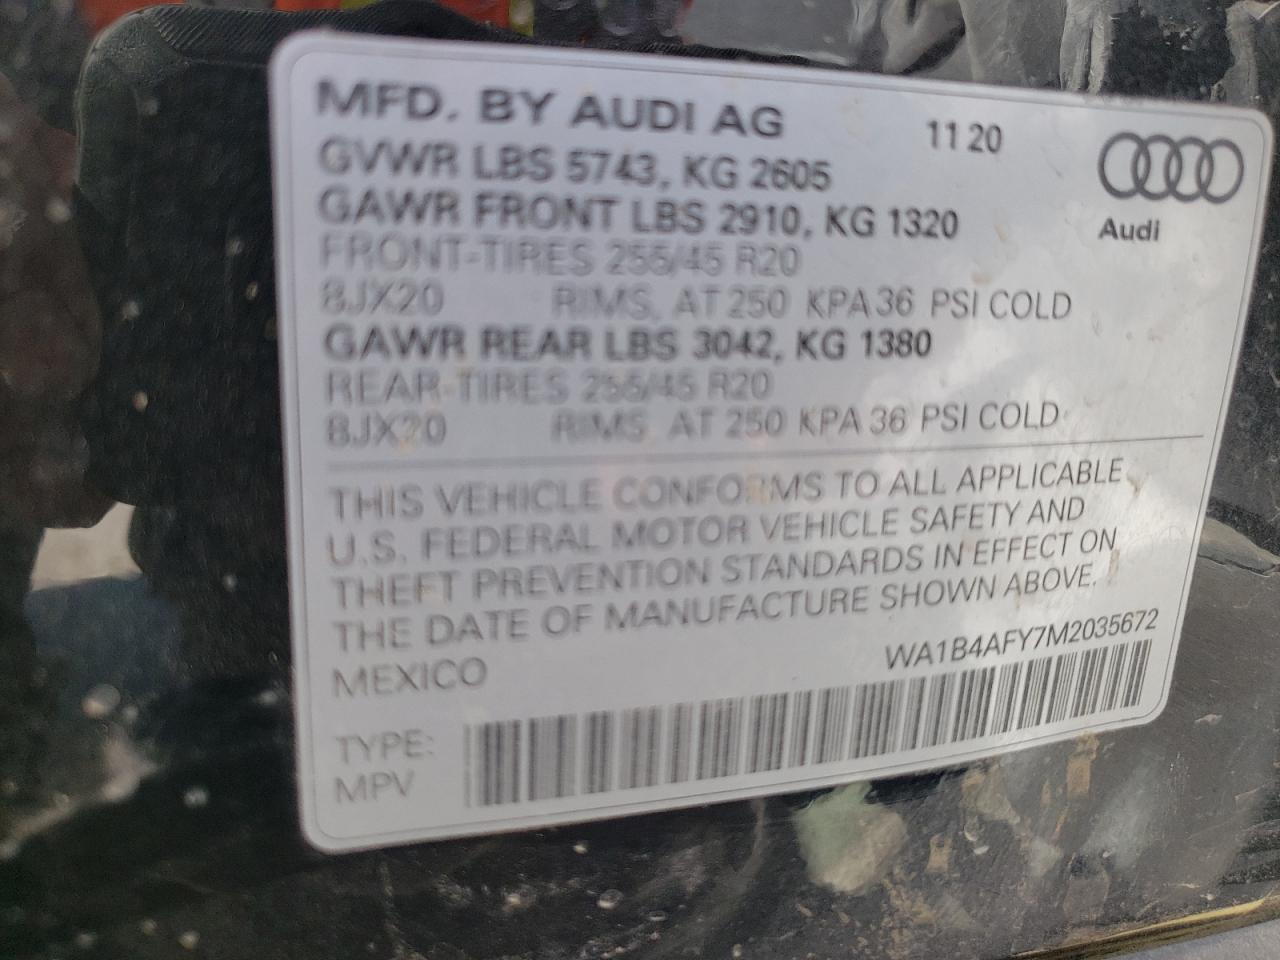 MFD. BY AUDI AG 11 20
GVWR LBS 5743, KG 2605
GAWR FRONT LBS 2910, KG 1320
Audi
FRONT-TIRES 255/45 R20
8JX20 RIMS, AT 250 KPA 36 PSI COLD
GAWR REAR LBS 3042, KG 1380
REAR-TIRES 255/45 R20
8JX20 RIMS, AT 250 KPA 36 PSI COLD
THIS VEHICLE CONFORMS TO ALL APPLICABLE
U.S. FEDERAL MOTOR VEHICLE SAFETY AND
THEFT PREVENTION STANDARDS IN EFFECT ON
THE DATE OF MANUFACTURE SHOWN ABOVE.
MEXICO WA1B4AFY7M2035672
TYPE:
MPV